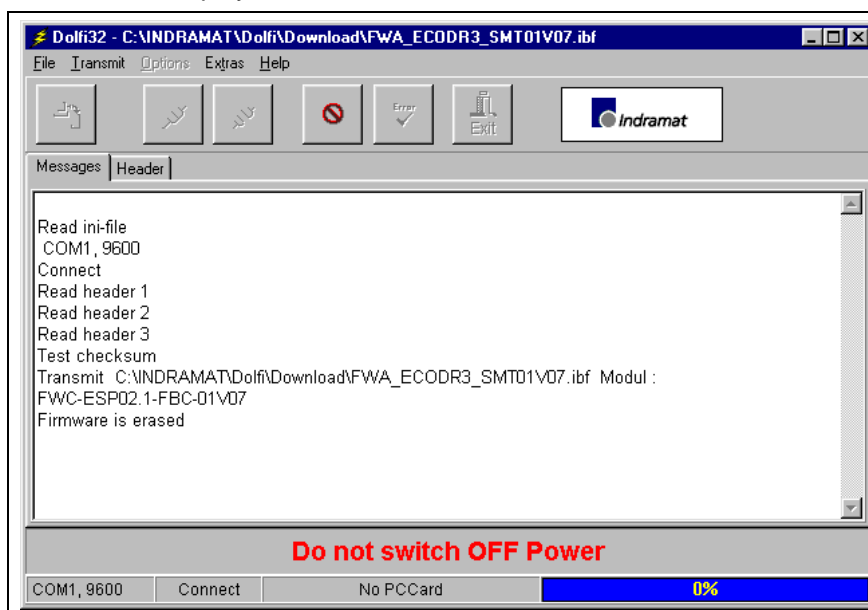 Dolfi32 - C:\INDRAMAT\Dolfi\Download\FWA_ECODR3_SMT01V07.ibf
File Transmit Options Extras Help
Error
Exit
Indramat
Messages Header
Read ini-file
COM1, 9600
Connect
Read header 1
Read header 2
Read header 3
Test checksum
Transmit C:\INDRAMAT\Dolfi\Download\FWA_ECODR3_SMT01V07.ibf Modul :
FWC-ESP02.1-FBC-01V07
Firmware is erased
Do not switch OFF Power
COM1, 9600 Connect No PCCard 0%